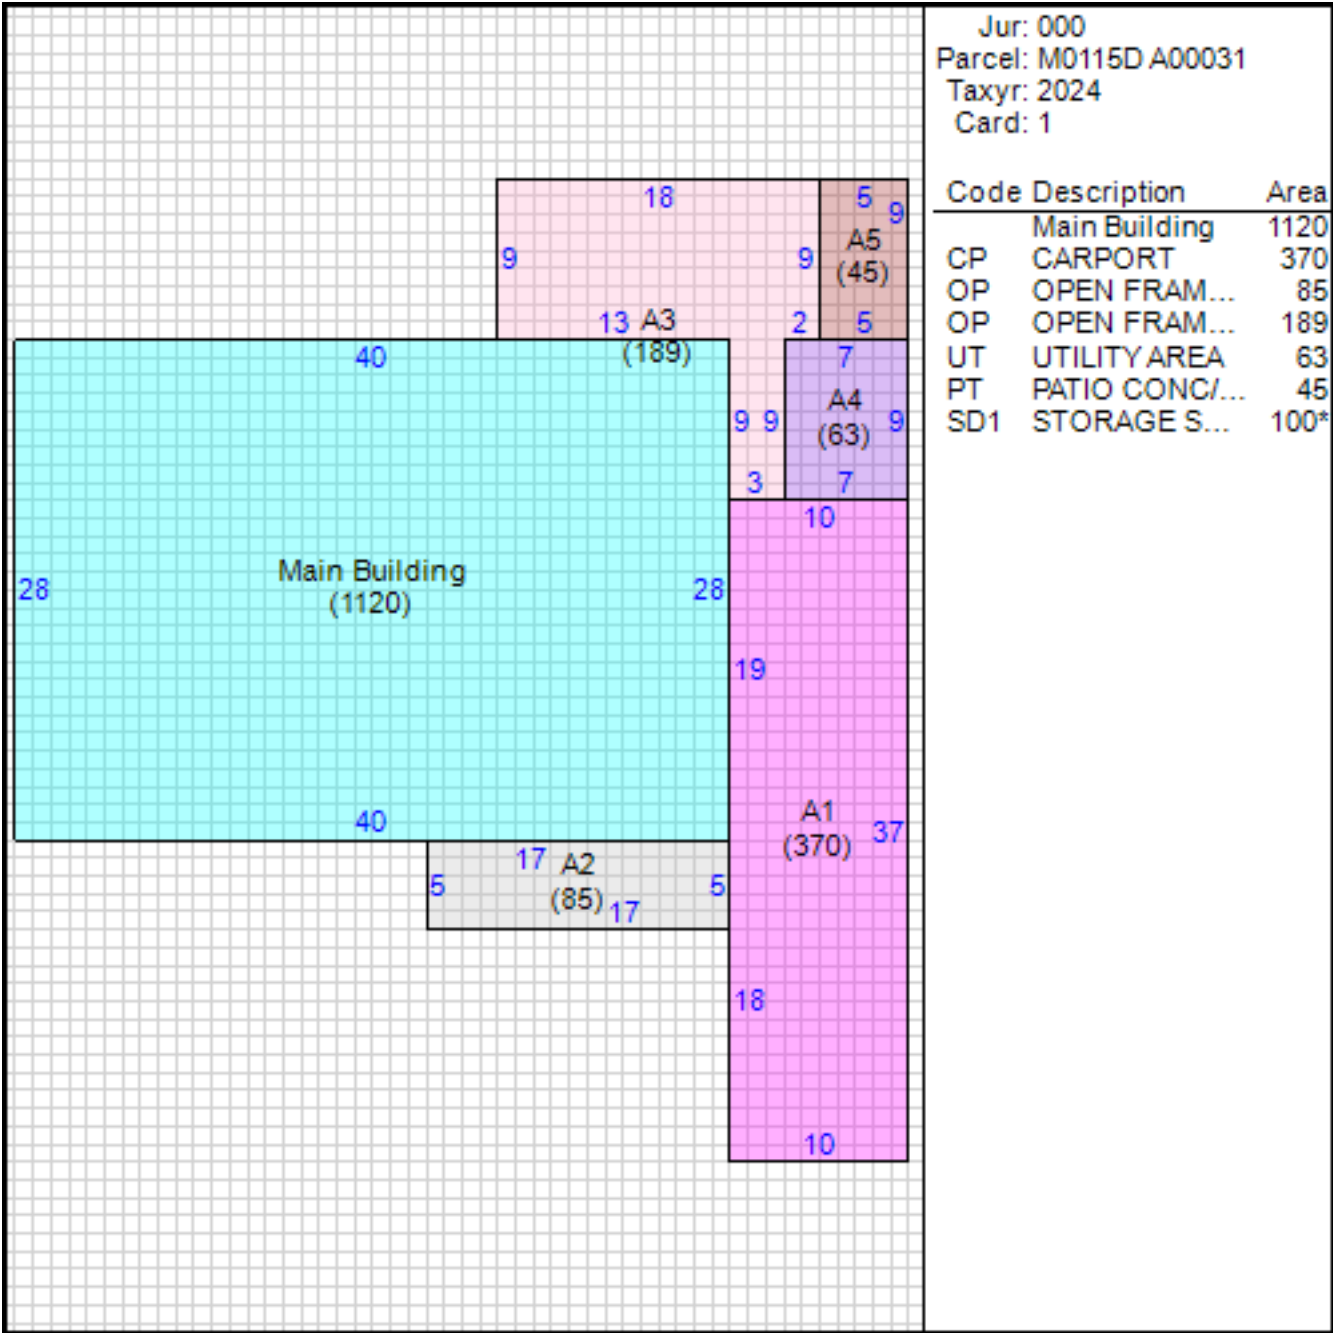 Jur: 000
Parcel: M0115D A00031
Taxyr: 2024
Card: 1
Code Description Area
Main Building 1120
CP CARPORT 370
OP OPEN FRAM... 85
OP OPEN FRAM... 189
UT UTILITY AREA 63
PT PATIO CONC/... 45
SD1 STORAGE S... 100*
18
5
9
A5
(45)
9
9
13
A3
2
5
(189)
40
7
A4
(63)
9
9
9
3
7
10
Main Building
(1120)
28
28
19
40
A1
(370)
37
17
A2
(85)
5
5
17
18
10